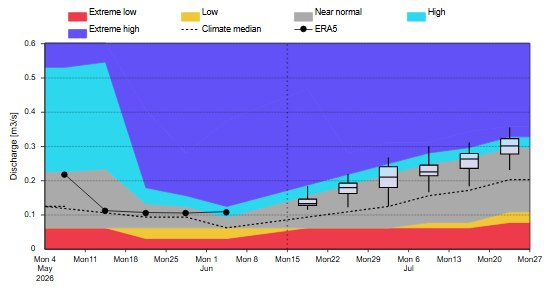 Extreme low Low Near normal High
Extreme high Climate median ERA5
Discharge [m3/s]
0.6
0.5
0.4
0.3
0.2
0.1
0
Mon 4 Mon11 Mon18 Mon25 Mon 1 Mon 8 Mon15 Mon22 Mon29 Mon 6 Mon13 Mon20 Mon27
May Jun Jul
2026